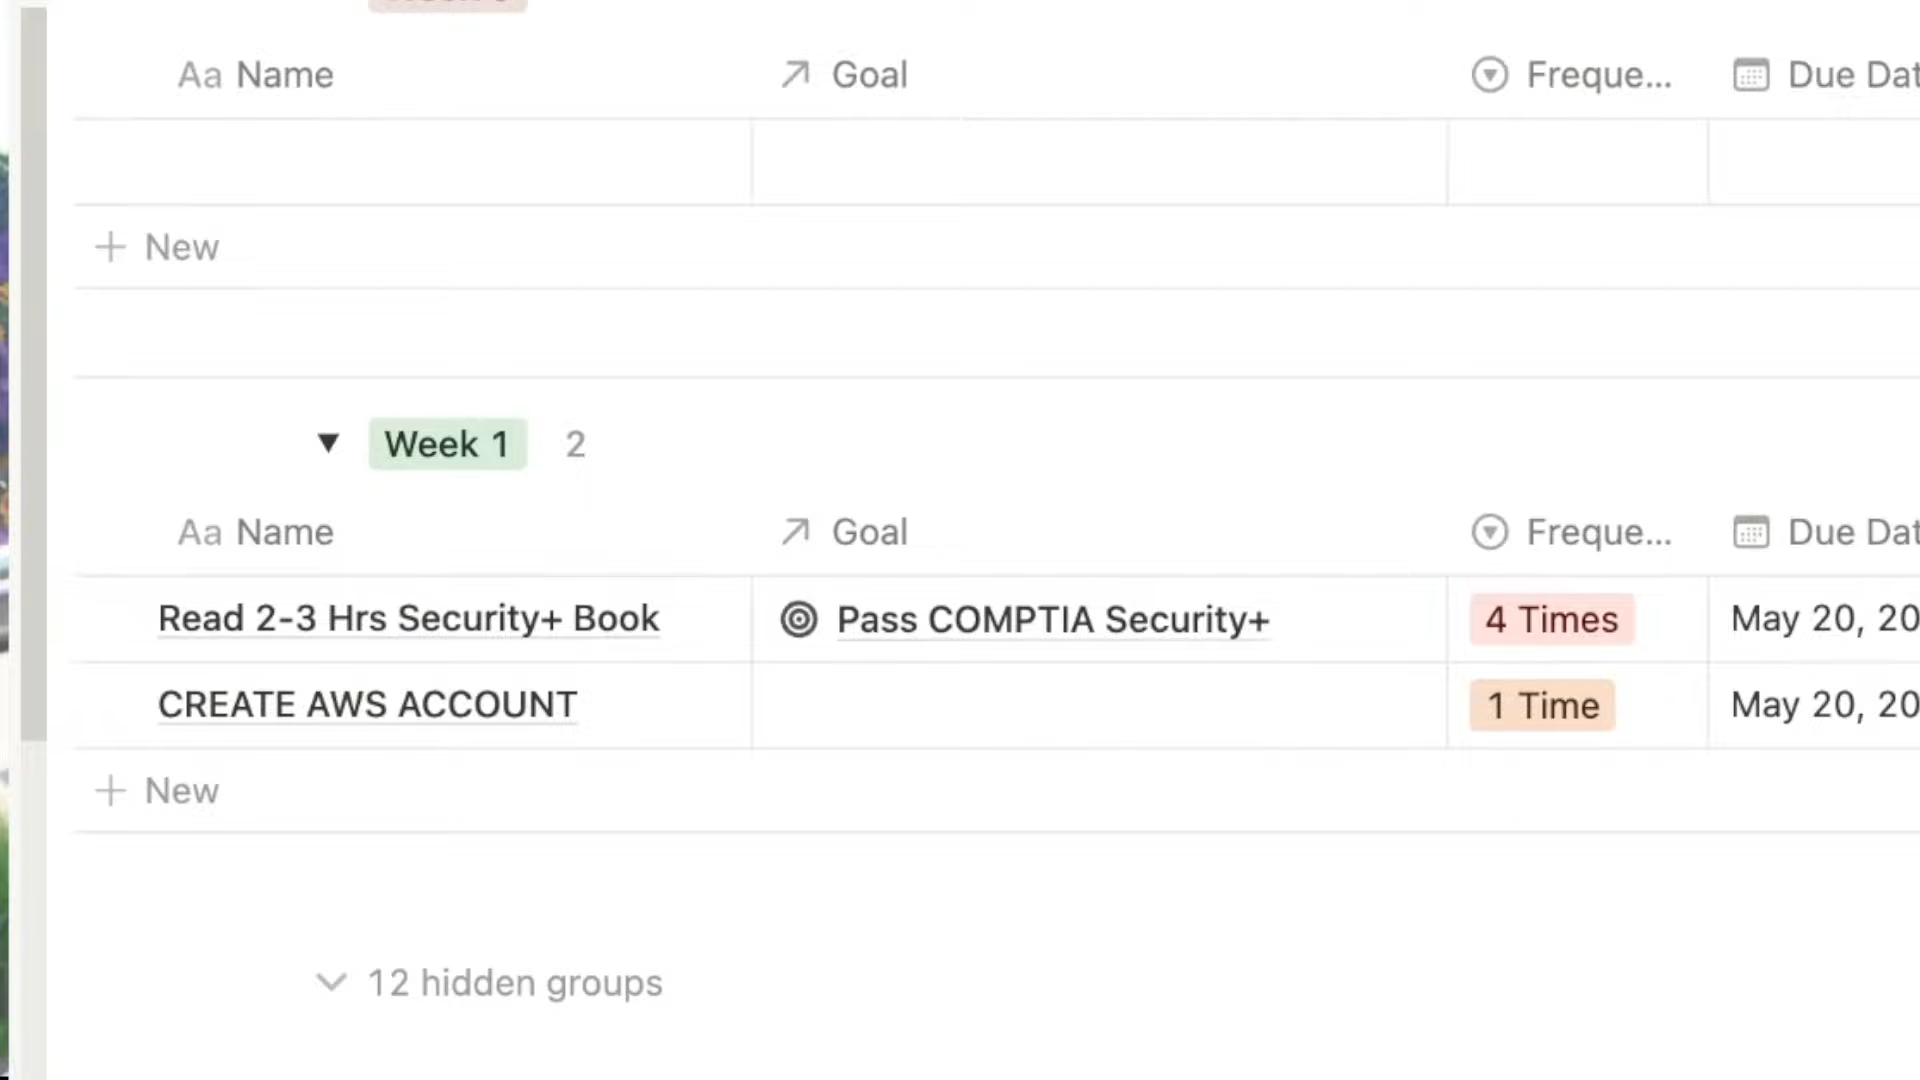 Aa Name Goal Freque... Due Dat
+ New
Week 1 2
Aa Name Goal Freque... Due Dat
Read 2-3 Hrs Security+ Book Pass COMPTIA Security+ 4 Times May 20, 20
CREATE AWS ACCOUNT 1 Time May 20, 20
+ New
12 hidden groups